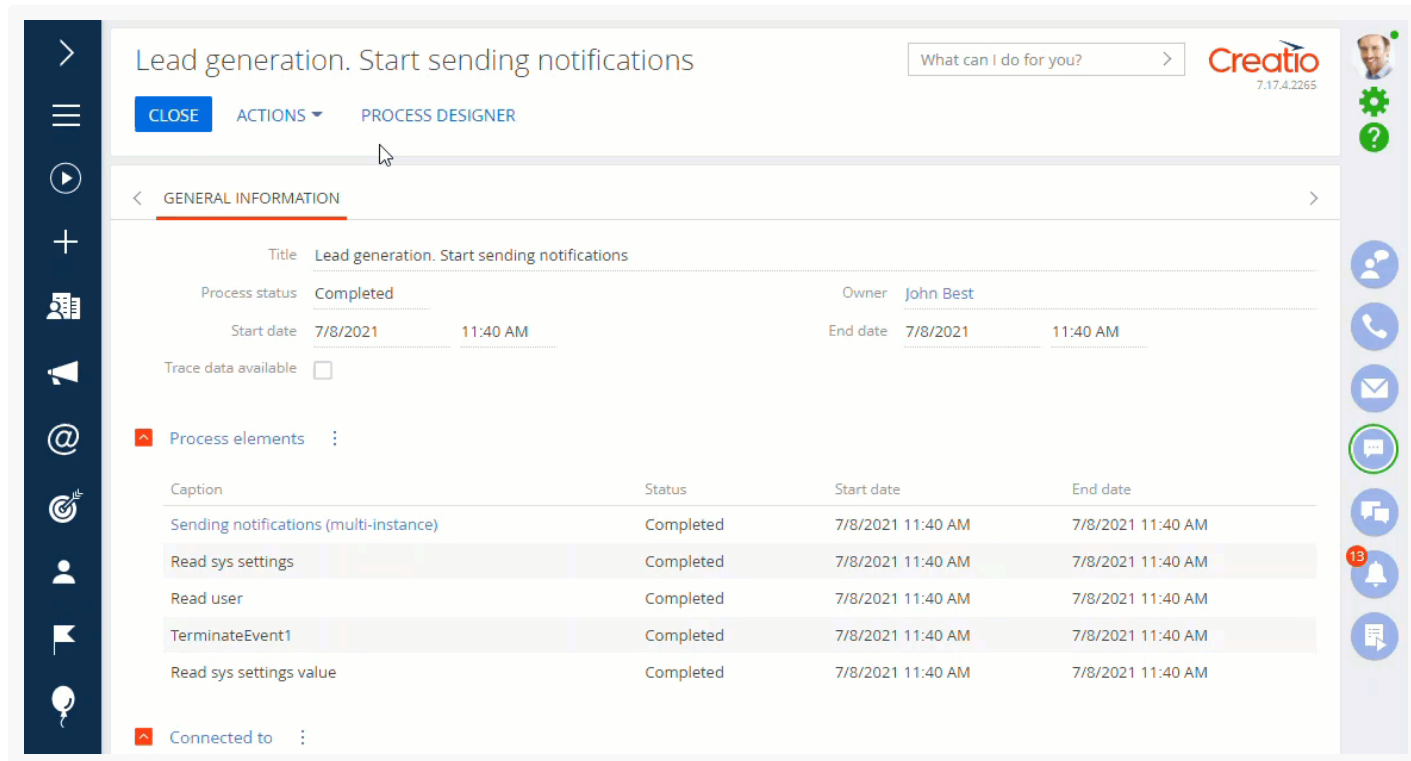 Lead generation. Start sending notifications
What can I do for you?
Creatio
7.17.4.2265
CLOSE ACTIONS PROCESS DESIGNER
GENERAL INFORMATION
Title Lead generation. Start sending notifications
Process status Completed Owner John Best
Start date 7/8/2021 11:40 AM End date 7/8/2021 11:40 AM
Trace data available
Process elements
Caption Status Start date End date
Sending notifications (multi-instance) Completed 7/8/2021 11:40 AM 7/8/2021 11:40 AM
Read sys settings Completed 7/8/2021 11:40 AM 7/8/2021 11:40 AM
13
Read user Completed 7/8/2021 11:40 AM 7/8/2021 11:40 AM
TerminateEvent1 Completed 7/8/2021 11:40 AM 7/8/2021 11:40 AM
Read sys settings value Completed 7/8/2021 11:40 AM 7/8/2021 11:40 AM
Connected to